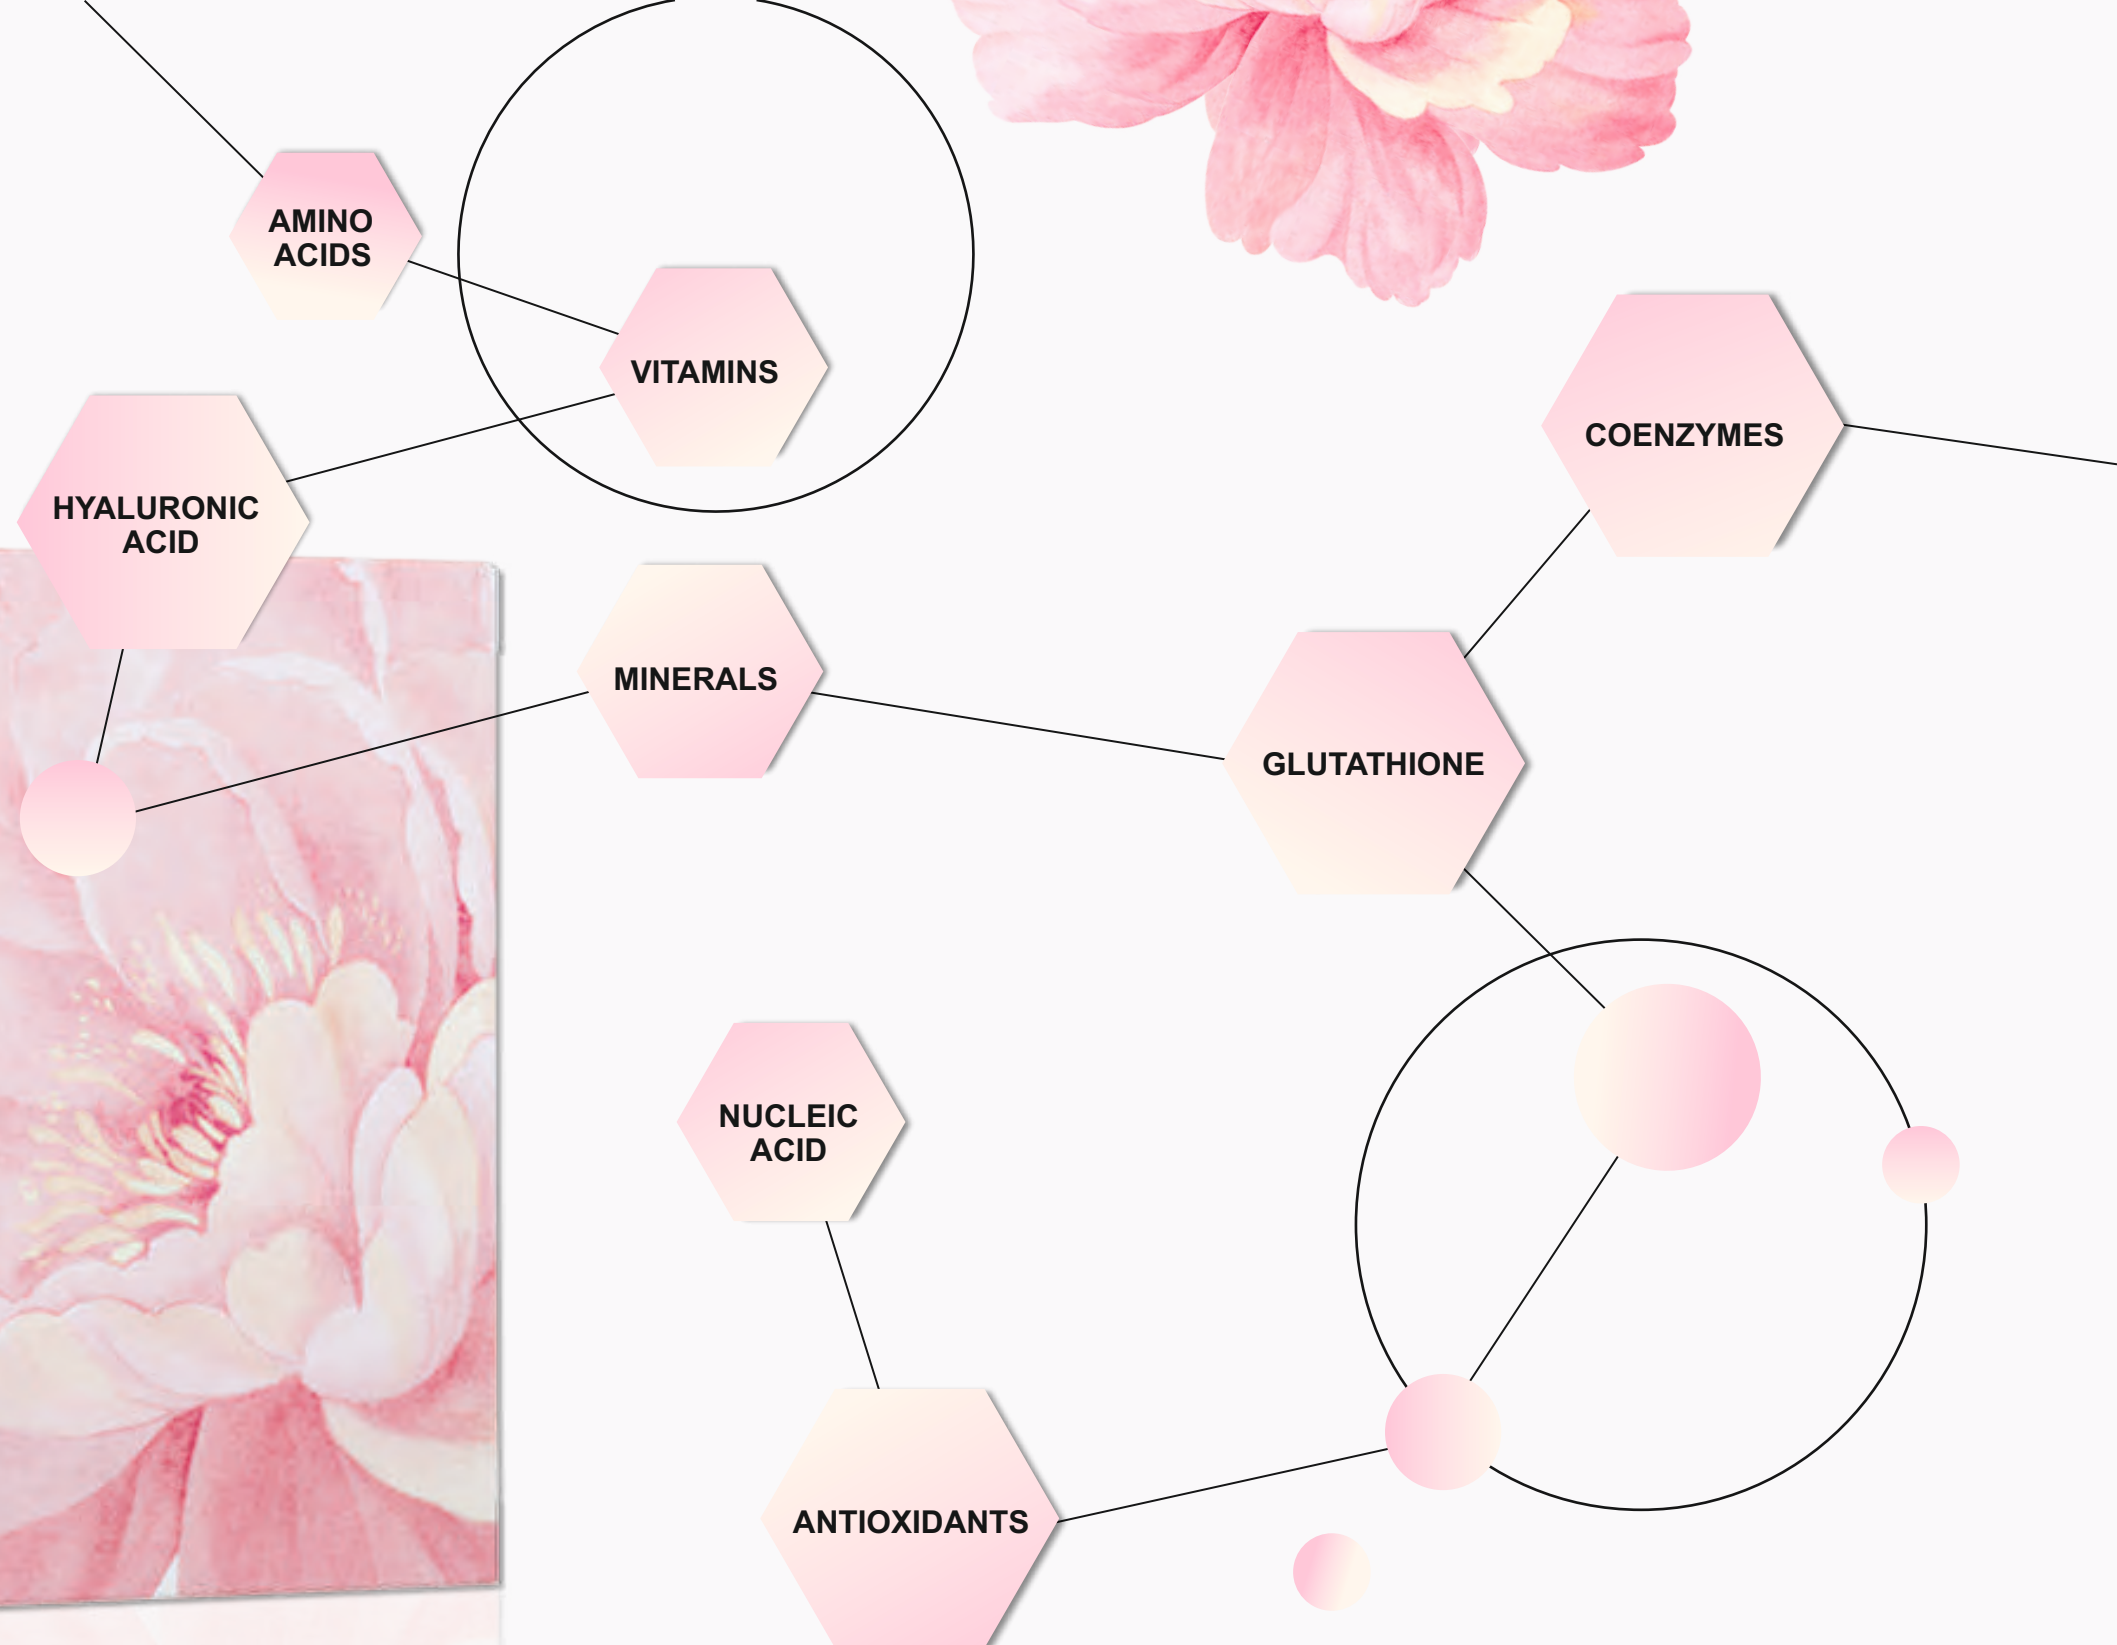 AMINO
ACIDS
VITAMINS
HYALURONIC
ACID
COENZYMES
MINERALS
GLUTATHIONE
NUCLEIC
ACID
ANTIOXIDANTS